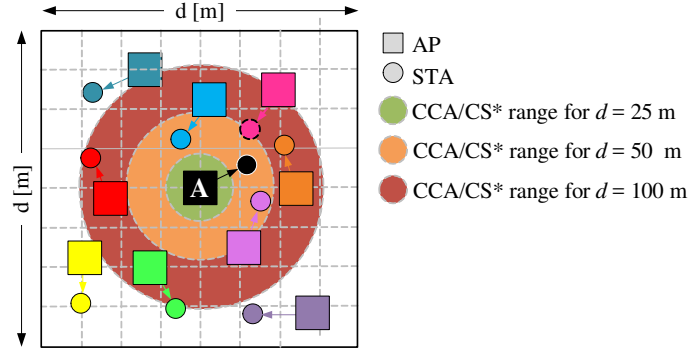 d [m]
d [m]
A
AP
STA
CCA/CS* range for d = 25 m
CCA/CS* range for d = 50 m
CCA/CS* range for d = 100 m